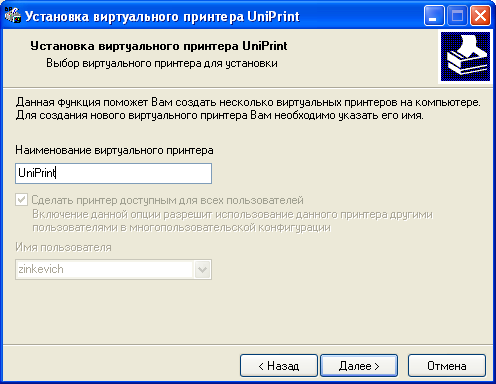 Установка виртуального принтера UniPrint
Установка виртуального принтера UniPrint
Выбор виртуального принтера для установки
Данная функция поможет Вам создать несколько виртуальных принтеров на компьютере.
Для создания нового виртуального принтера Вам необходимо указать его имя.
Наименование виртуального принтера
UniPrint
Сделать принтер доступным для всех пользователей
Включение данной опции разрешит использование данного принтера другими
пользователями в многопользовательской конфигурации
Имя пользователя
zinkevich
< Назад
Далее >
Отмена